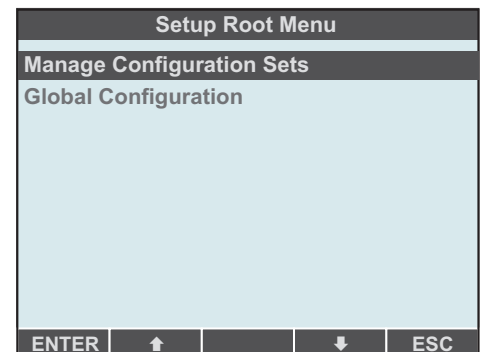 Setup Root Menu
Manage Configuration Sets
Global Configuration
ENTER ⬆ ⬇ ESC